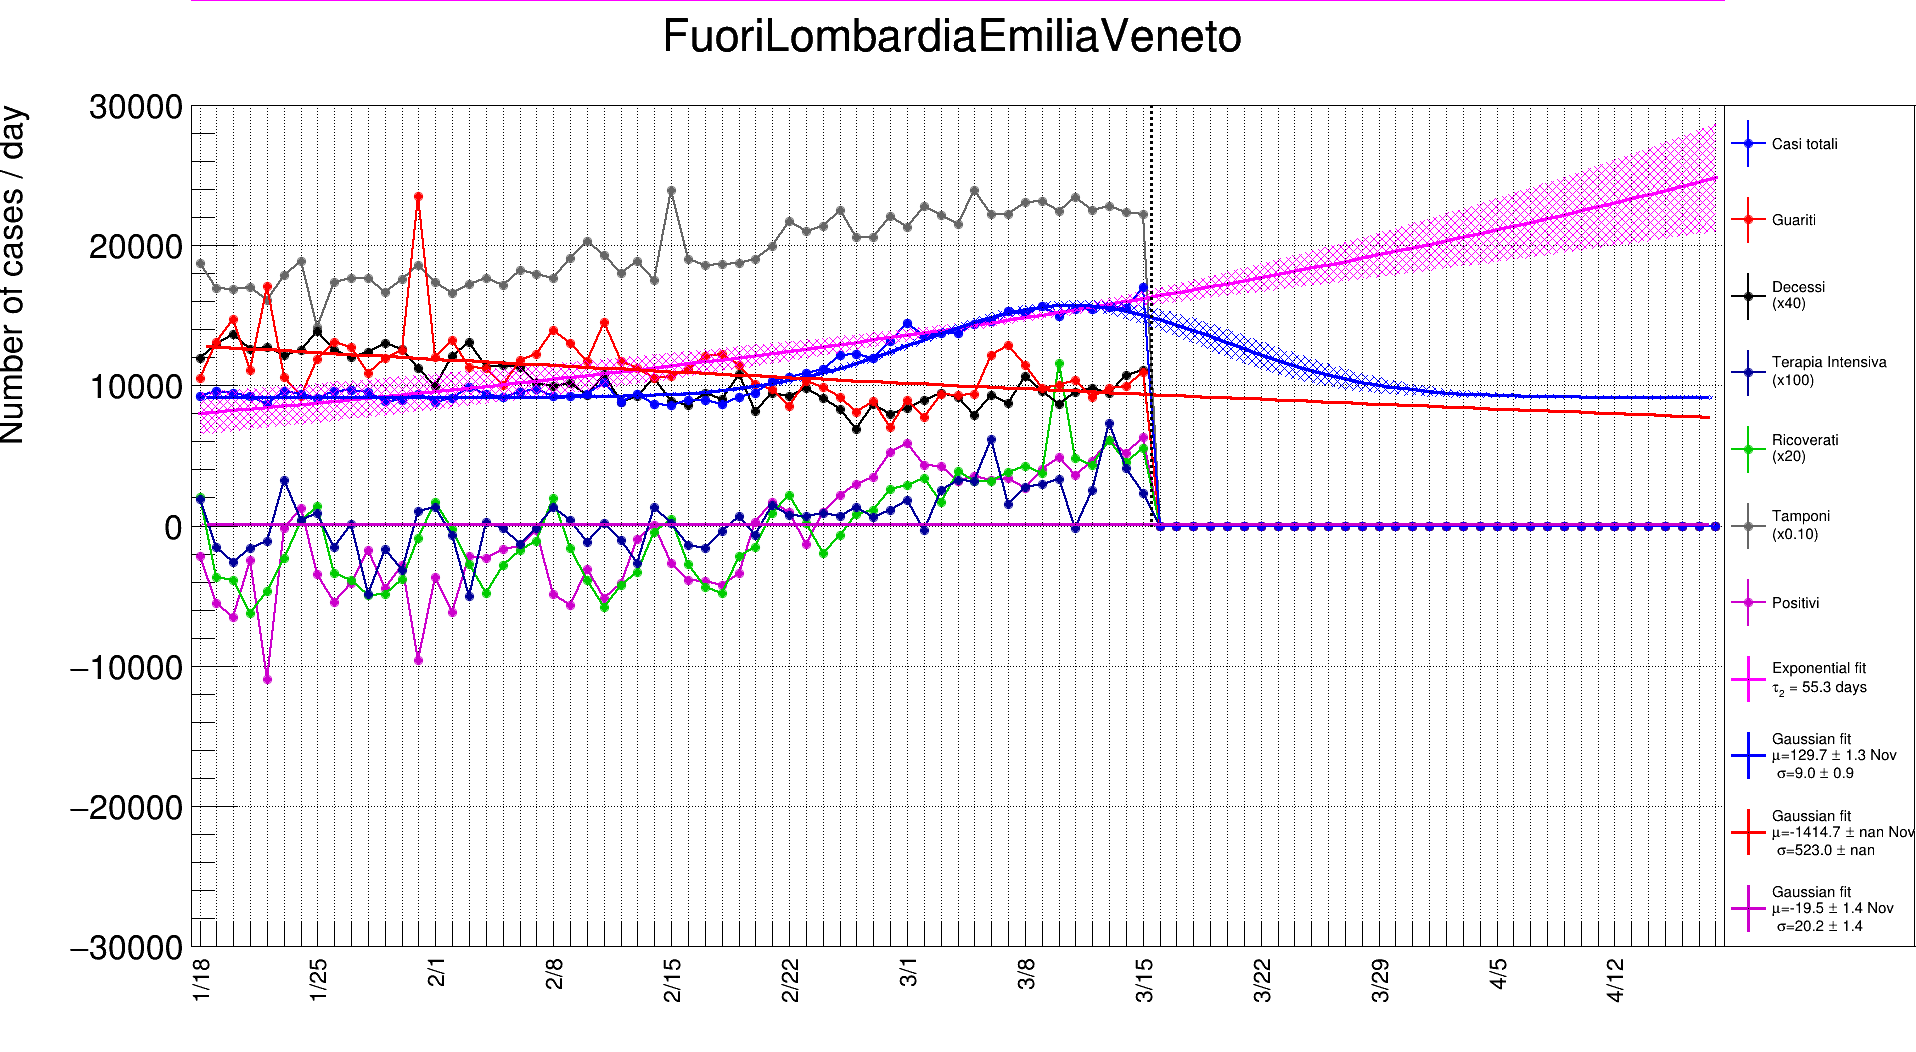 FuoriLombardiaEmiliaVeneto
Number of cases / day
30000
20000
10000
0
−10000
−20000
−30000
1/18
1/25
2/1
2/8
2/15
2/22
3/1
3/8
3/15
3/22
3/29
4/5
4/12
Casi totali
Guariti
Decessi
(x40)
Terapia Intensiva
(x100)
Ricoverati
(x20)
Tamponi
(x0.10)
Positivi
Exponential fit
τ2 = 55.3 days
Gaussian fit
μ=129.7 ± 1.3 Nov
σ=9.0 ± 0.9
Gaussian fit
μ=-1414.7 ± nan Nov
σ=523.0 ± nan
Gaussian fit
μ=-19.5 ± 1.4 Nov
σ=20.2 ± 1.4